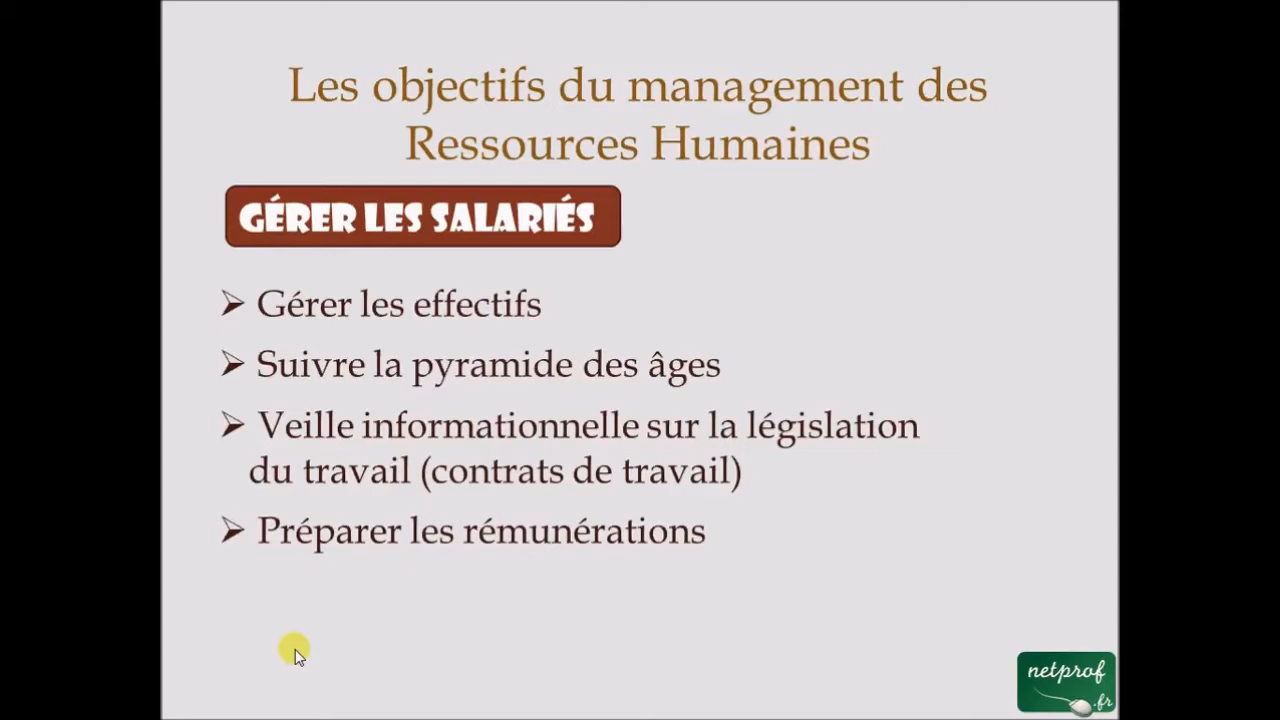 Les objectifs du management des
Ressources Humaines
GÉRER LES SALARIÉS
➢ Gérer les effectifs
➢ Suivre la pyramide des âges
➢ Veille informationnelle sur la législation
du travail (contrats de travail)
➢ Préparer les rémunérations
netprof
.fr